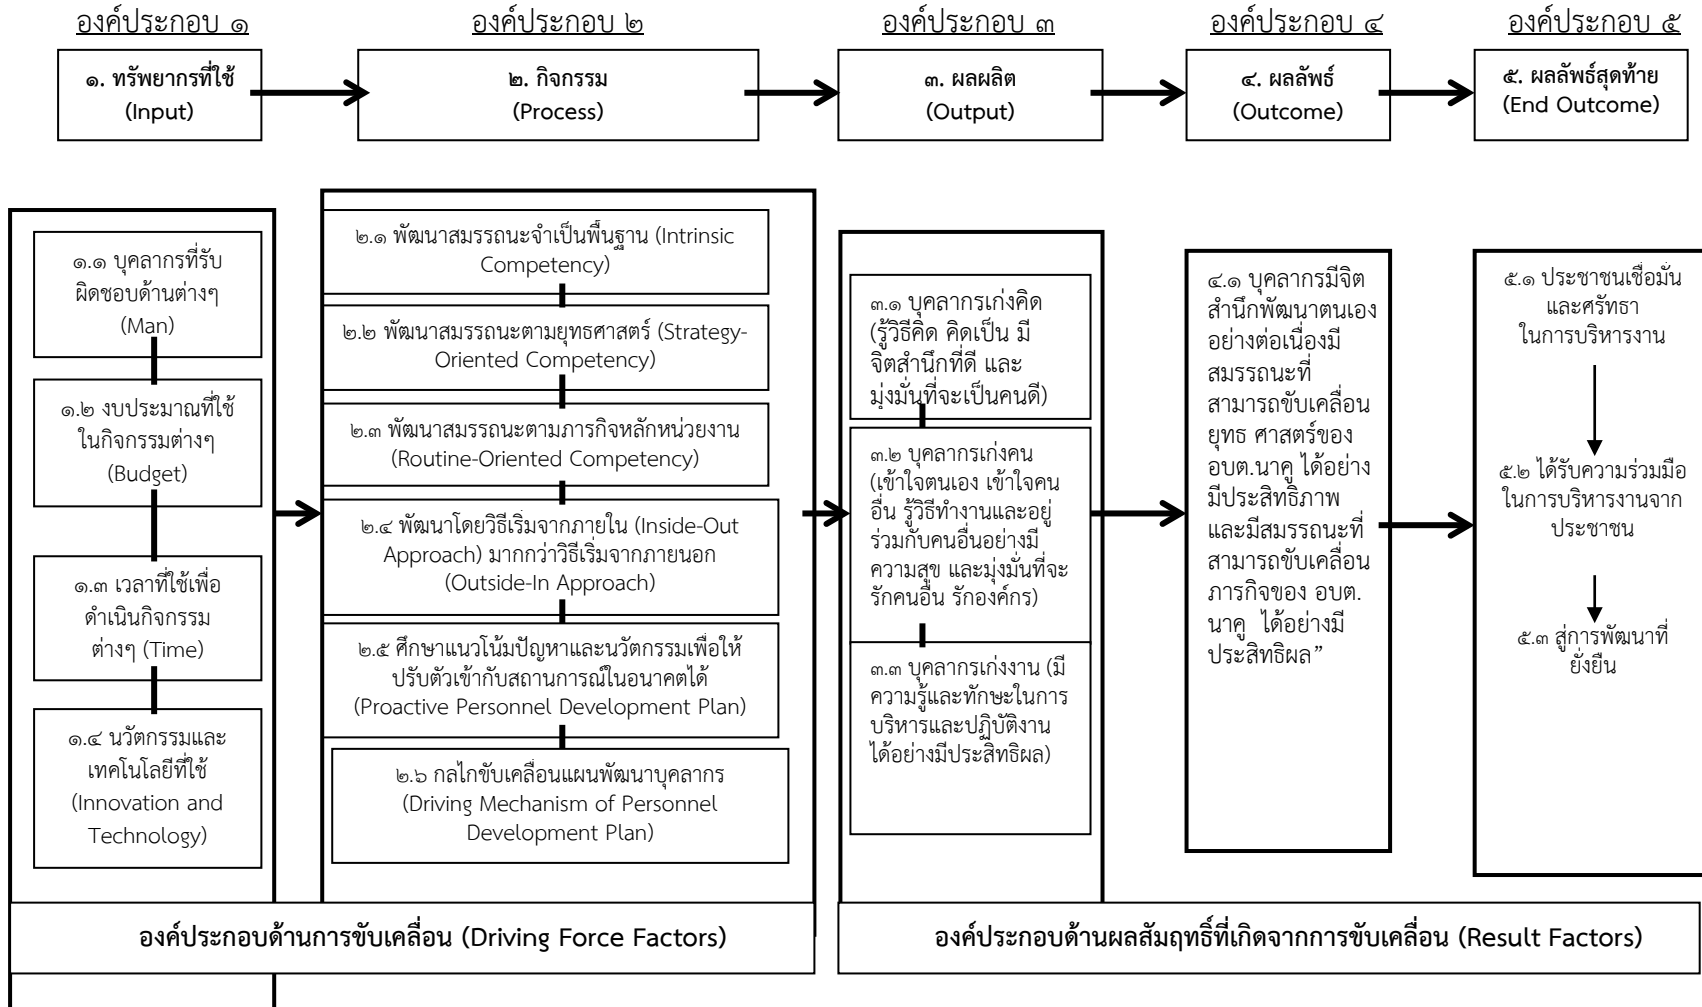 องค์ประกอบ ๑
องค์ประกอบ ๒
องค์ประกอบ ๓
องค์ประกอบ ๔
องค์ประกอบ ๕
๑. ทรัพยากรที่ใช้
(Input)
๒. กิจกรรม
(Process)
๓. ผลผลิต
(Output)
๔. ผลลัพธ์
(Outcome)
๕. ผลลัพธ์สุดท้าย
(End Outcome)
๑.๑ บุคลากรที่รับ
ผิดชอบด้านต่างๆ
(Man)
๑.๒ งบประมาณที่ใช้
ในกิจกรรมต่างๆ
(Budget)
๑.๓ เวลาที่ใช้เพื่อ
ดำเนินกิจกรรม
ต่างๆ (Time)
๑.๔ นวัตกรรมและ
เทคโนโลยีที่ใช้
(Innovation and
Technology)
๒.๑ พัฒนาสมรรถนะจำเป็นพื้นฐาน (Intrinsic
Competency)
๒.๒ พัฒนาสมรรถนะตามยุทธศาสตร์ (Strategy-
Oriented Competency)
๒.๓ พัฒนาสมรรถนะตามภารกิจหลักหน่วยงาน
(Routine-Oriented Competency)
๒.๔ พัฒนาโดยวิธีเริ่มจากภายใน (Inside-Out
Approach) มากกว่าวิธีเริ่มจากภายนอก
(Outside-In Approach)
๒.๕ ศึกษาแนวโน้มปัญหาและนวัตกรรมเพื่อให้
ปรับตัวเข้ากับสถานการณ์ในอนาคตได้
(Proactive Personnel Development Plan)
๒.๖ กลไกขับเคลื่อนแผนพัฒนาบุคลากร
(Driving Mechanism of Personnel
Development Plan)
๓.๑ บุคลากรเก่งคิด
(รู้วิธีคิด คิดเป็น มี
จิตสำนึกที่ดี และ
มุ่งมั่นที่จะเป็นคนดี)
๓.๒ บุคลากรเก่งคน
(เข้าใจตนเอง เข้าใจคน
อื่น รู้วิธีทำงานและอยู่
ร่วมกับคนอื่นอย่างมี
ความสุข และมุ่งมั่นที่จะ
รักคนอื่น รักองค์กร)
๓.๓ บุคลากรเก่งงาน (มี
ความรู้และทักษะในการ
บริหารและปฏิบัติงาน
ได้อย่างมีประสิทธิผล)
๔.๑ บุคลากรมีจิต
สำนึกพัฒนาตนเอง
อย่างต่อเนื่องมี
สมรรถนะที่
สามารถขับเคลื่อน
ยุทธ ศาสตร์ของ
อบต.นาคู ได้อย่าง
มีประสิทธิภาพ
และมีสมรรถนะที่
สามารถขับเคลื่อน
ภารกิจของ อบต.
นาคู ได้อย่างมี
ประสิทธิผล”
๕.๑ ประชาชนเชื่อมั่น
และศรัทธา
ในการบริหารงาน
๕.๒ ได้รับความร่วมมือ
ในการบริหารงานจาก
ประชาชน
๕.๓ สู่การพัฒนาที่
ยั่งยืน
องค์ประกอบด้านการขับเคลื่อน (Driving Force Factors)
องค์ประกอบด้านผลสัมฤทธิ์ที่เกิดจากการขับเคลื่อน (Result Factors)